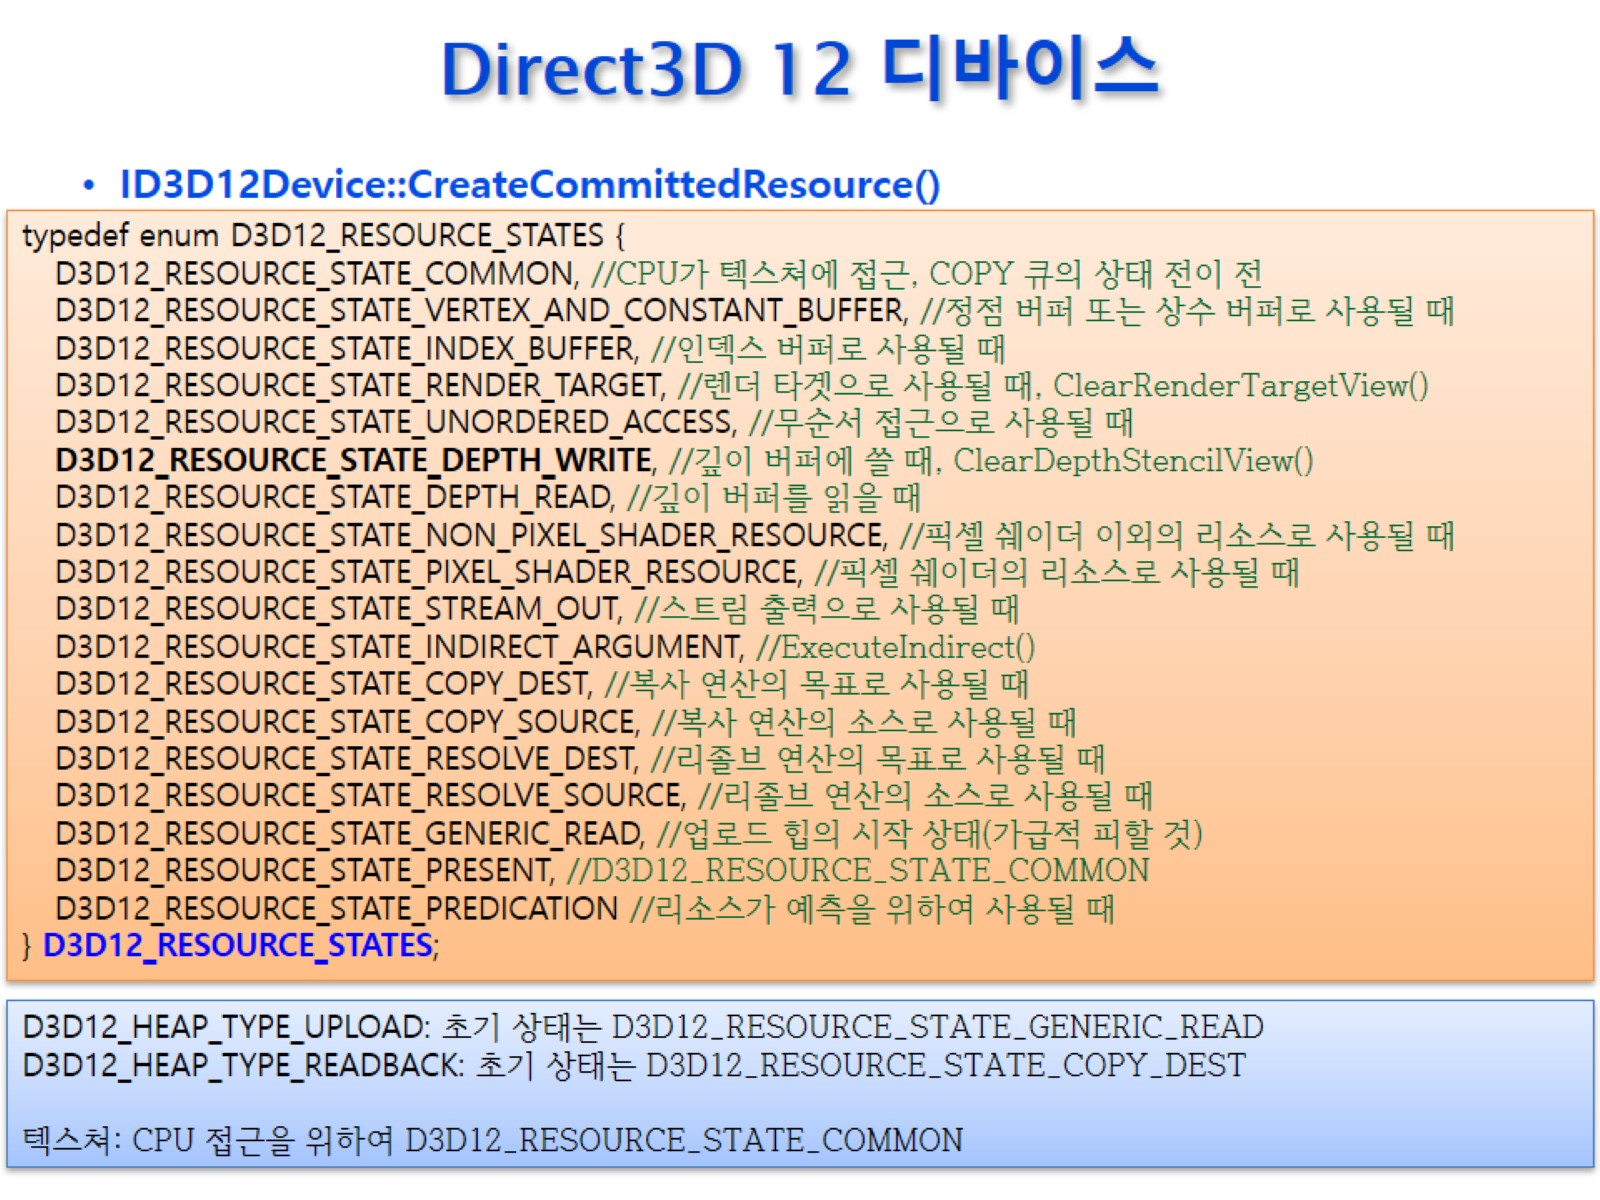 Direct3D 12 디바이스
• ID3D12Device::CreateCommittedResource()
typedef enum D3D12_RESOURCE_STATES {
D3D12_RESOURCE_STATE_COMMON, //CPU가 텍스쳐에 접근, COPY 큐의 상태 전이 전
D3D12_RESOURCE_STATE_VERTEX_AND_CONSTANT_BUFFER, //정점 버퍼 또는 상수 버퍼로 사용될 때
D3D12_RESOURCE_STATE_INDEX_BUFFER, //인덱스 버퍼로 사용될 때
D3D12_RESOURCE_STATE_RENDER_TARGET, //렌더 타겟으로 사용될 때, ClearRenderTargetView()
D3D12_RESOURCE_STATE_UNORDERED_ACCESS, //무순서 접근으로 사용될 때
D3D12_RESOURCE_STATE_DEPTH_WRITE, //깊이 버퍼에 쓸 때, ClearDepthStencilView()
D3D12_RESOURCE_STATE_DEPTH_READ, //깊이 버퍼를 읽을 때
D3D12_RESOURCE_STATE_NON_PIXEL_SHADER_RESOURCE, //픽셀 쉐이더 이외의 리소스로 사용될 때
D3D12_RESOURCE_STATE_PIXEL_SHADER_RESOURCE, //픽셀 쉐이더의 리소스로 사용될 때
D3D12_RESOURCE_STATE_STREAM_OUT, //스트림 출력으로 사용될 때
D3D12_RESOURCE_STATE_INDIRECT_ARGUMENT, //ExecuteIndirect()
D3D12_RESOURCE_STATE_COPY_DEST, //복사 연산의 목표로 사용될 때
D3D12_RESOURCE_STATE_COPY_SOURCE, //복사 연산의 소스로 사용될 때
D3D12_RESOURCE_STATE_RESOLVE_DEST, //리졸브 연산의 목표로 사용될 때
D3D12_RESOURCE_STATE_RESOLVE_SOURCE, //리졸브 연산의 소스로 사용될 때
D3D12_RESOURCE_STATE_GENERIC_READ, //업로드 힙의 시작 상태(가급적 피할 것)
D3D12_RESOURCE_STATE_PRESENT, //D3D12_RESOURCE_STATE_COMMON
D3D12_RESOURCE_STATE_PREDICATION //리소스가 예측을 위하여 사용될 때
} D3D12_RESOURCE_STATES;
D3D12_HEAP_TYPE_UPLOAD: 초기 상태는 D3D12_RESOURCE_STATE_GENERIC_READ
D3D12_HEAP_TYPE_READBACK: 초기 상태는 D3D12_RESOURCE_STATE_COPY_DEST
텍스쳐: CPU 접근을 위하여 D3D12_RESOURCE_STATE_COMMON